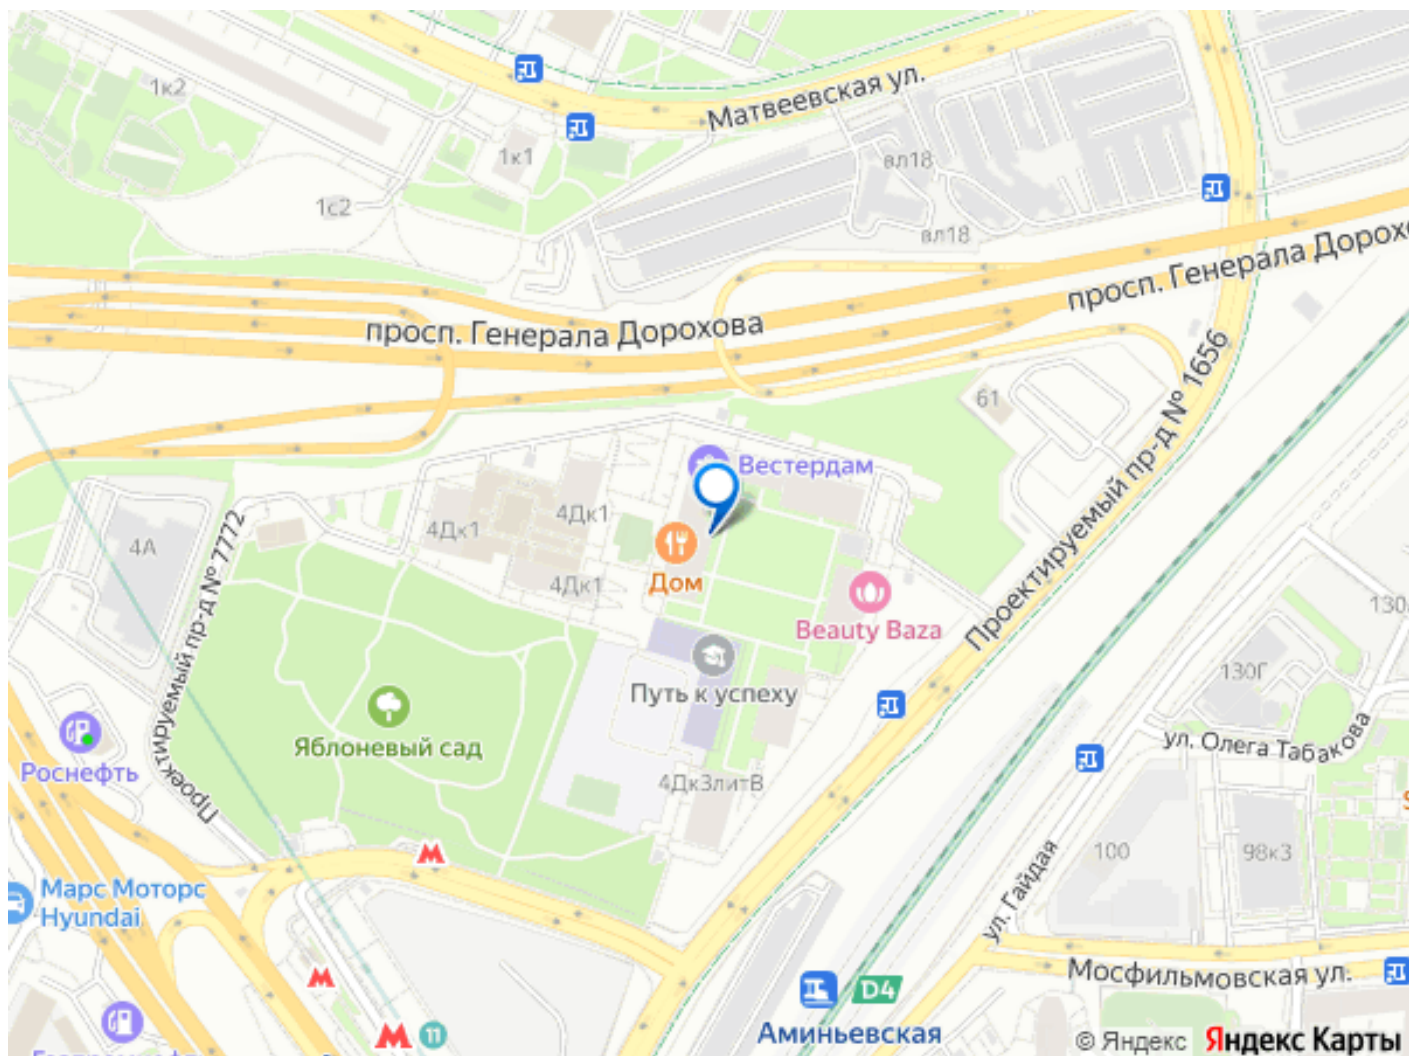 1к2
Матвеевская ул.
1к1
вл18
1с2
вл18
просп. Генерала Дорохо
просп. Генерала Дорохова
Проектируемый пр-д № 1656
61
Вестердам
4Дк1
4Дк1
4А
Проектируемый пр-д № 7772
Дом
4Дк1
Beauty Baza
130
130Г
Путь к успеху
Яблоневый сад
Роснефть
ул. Олега Табакова
4Дк3литВ
100
98к3
S
М
Марс Моторс
Hyundai
ул. Гайдая
Мосфильмовская ул.
М
D4
М
11
Аминьевская
© Яндекс Яндекс Карты